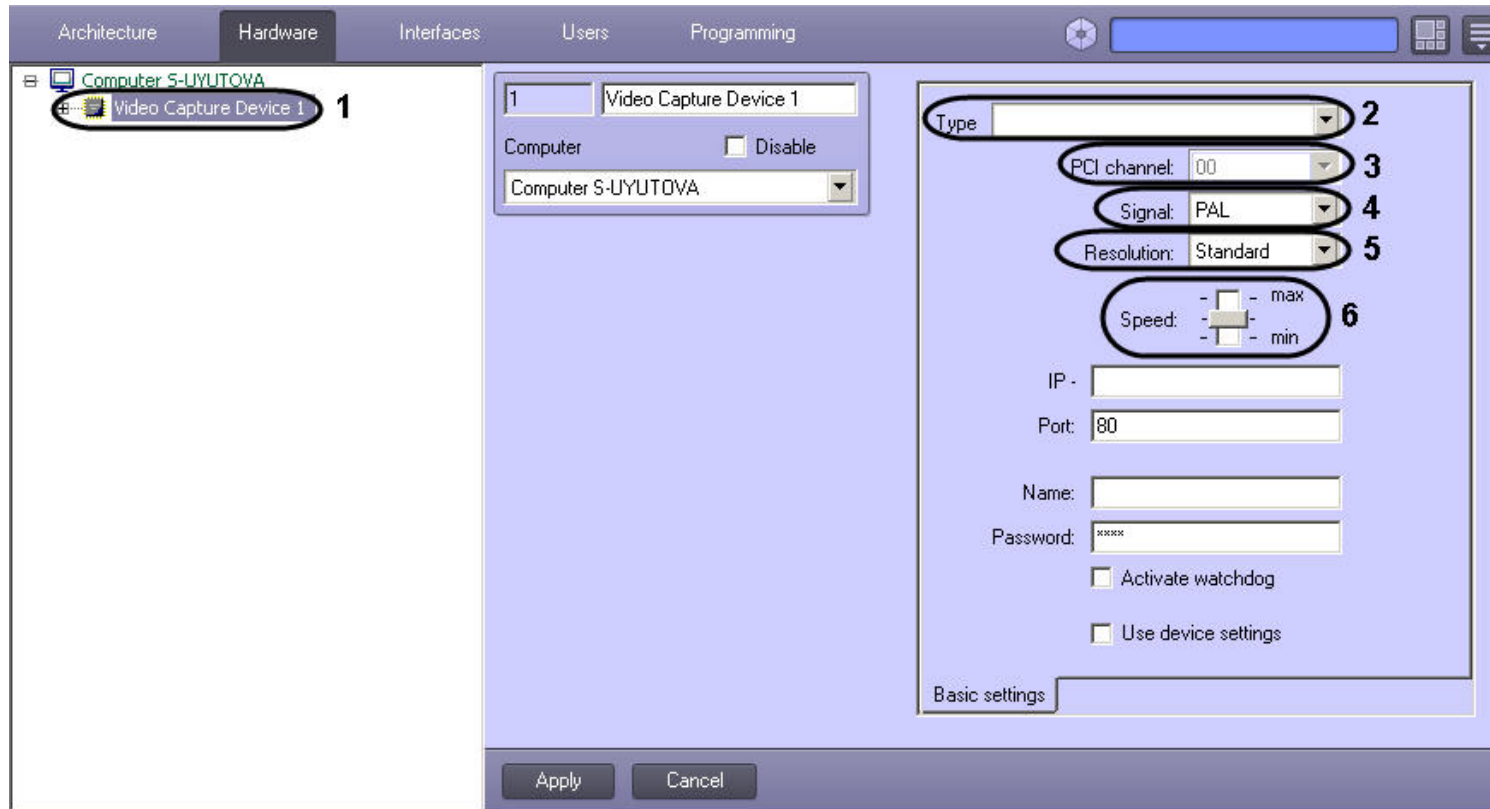 Architecture Hardware Interfaces Users Programming
Computer S-UYUTOVA
Video Capture Device 1 1
1 Video Capture Device 1
Computer Disable
Computer S-UYUTOVA
Type 2
PCI channel: 00 3
Signal: PAL 4
Resolution: Standard 5
Speed: max min 6
IP -
Port: 80
Name:
Password: ****
Activate watchdog
Use device settings
Basic settings
Apply Cancel